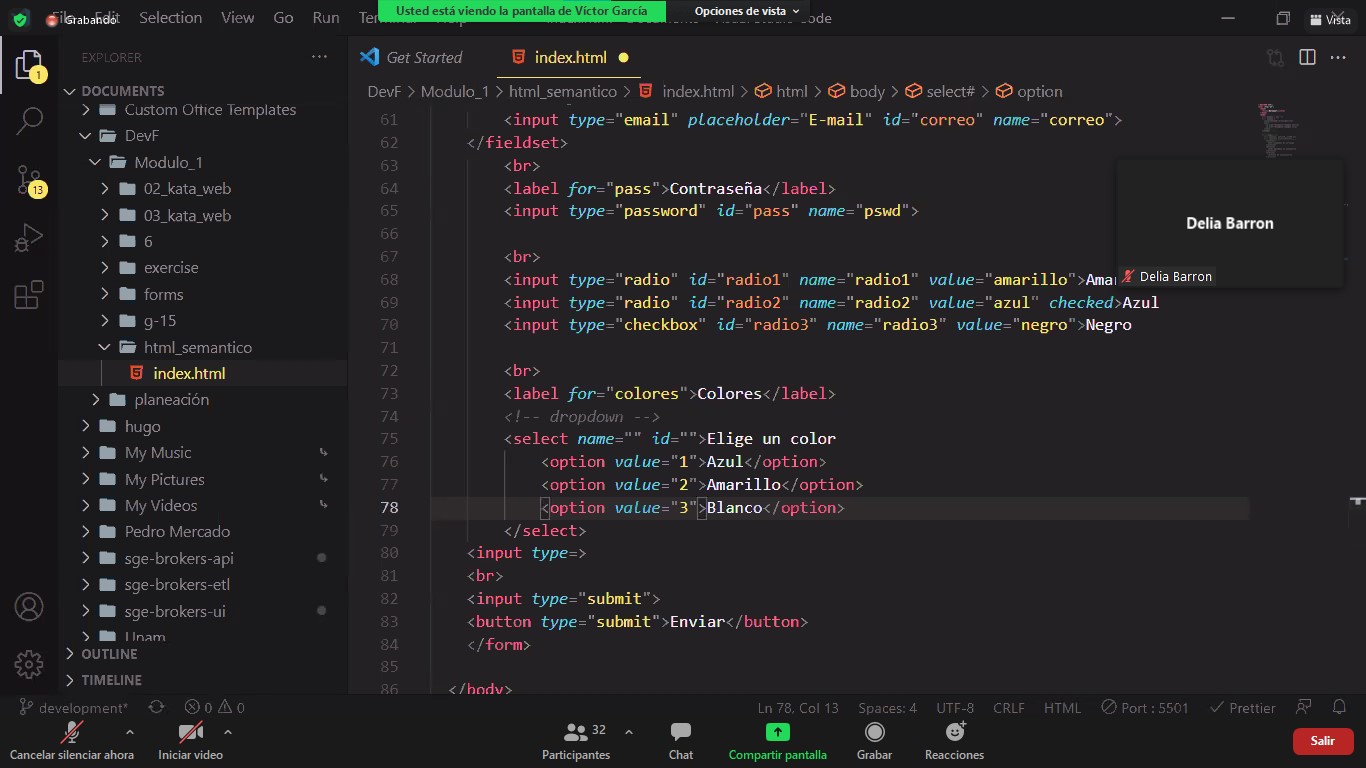 File Edit Selection View Go Run
Grabando
Usted está viendo la pantalla de Víctor García
Opciones de vista
Code
Vista
EXPLORER
Get Started
index.html
1
DOCUMENTS
DevF > Modulo_1 > html_semantico > index.html > html > body > select# > option
Custom Office Templates
DevF
Modulo_1
02_kata_web
03_kata_web
6
exercise
forms
g-15
html_semantico
index.html
planeación
hugo
My Music
My Pictures
My Videos
Pedro Mercado
sge-brokers-api
sge-brokers-etl
sge-brokers-ui
Unam
OUTLINE
TIMELINE
13
61 <input type="email" placeholder="E-mail" id="correo" name="correo">
62 </fieldset>
63 <br>
64 <label for="pass">Contraseña</label>
65 <input type="password" id="pass" name="pswd">
66
67 <br>
68 <input type="radio" id="radio1" name="radio1" value="amarillo">Ama
69 <input type="radio" id="radio2" name="radio2" value="azul" checked>Azul
70 <input type="checkbox" id="radio3" name="radio3" value="negro">Negro
71
72 <br>
73 <label for="colores">Colores</label>
74 <!-- dropdown -->
75 <select name="" id="">Elige un color
76 <option value="1">Azul</option>
77 <option value="2">Amarillo</option>
78 <option value="3">Blanco</option>
79 </select>
80 <input type=>
81 <br>
82 <input type="submit">
83 <button type="submit">Enviar</button>
84 </form>
85
86 </body>
Delia Barron
Delia Barron
development*
0 0
Ln 78, Col 13
Spaces: 4
UTF-8
CRLF
HTML
Port : 5501
Prettier
Cancelar silenciar ahora
Iniciar video
Participantes
32
Chat
Compartir pantalla
Grabar
Reacciones
Salir